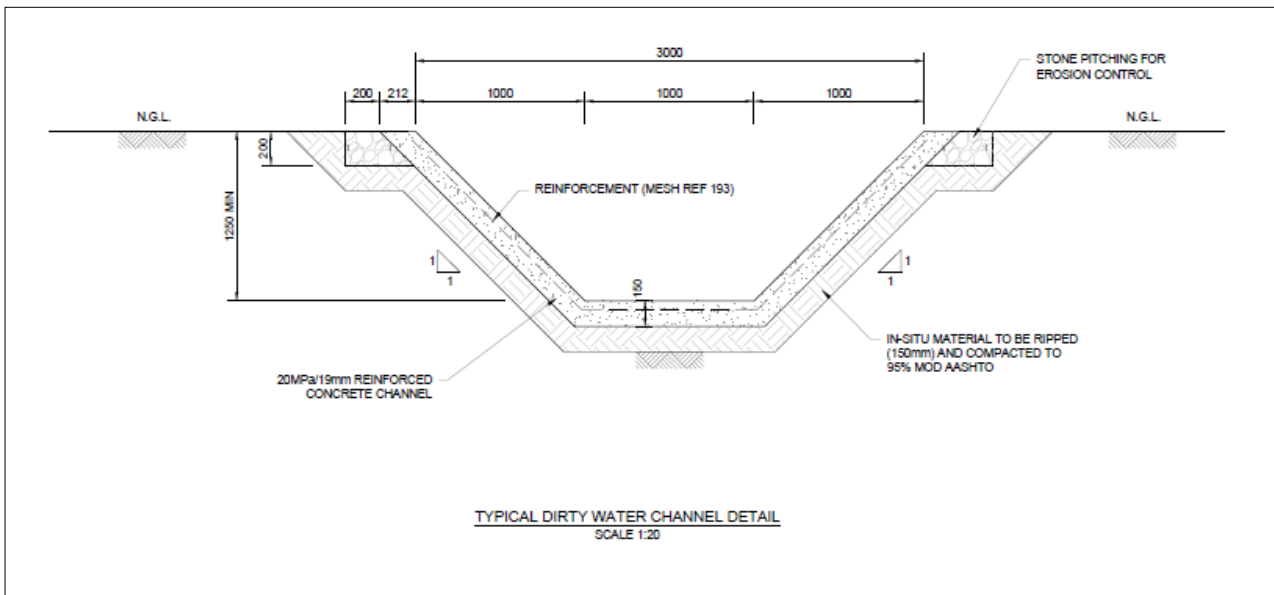 3000
STONE PITCHING FOR
EROSION CONTROL
200
212
1000
1000
1000
N.G.L.
N.G.L.
200
1250 MIN
REINFORCEMENT (MESH REF 193)
1
1
1
1
150
IN-SITU MATERIAL TO BE RIPPED
(150mm) AND COMPACTED TO
95% MOD AASHTO
20MPa/19mm REINFORCED
CONCRETE CHANNEL
TYPICAL DIRTY WATER CHANNEL DETAIL
SCALE 1:20